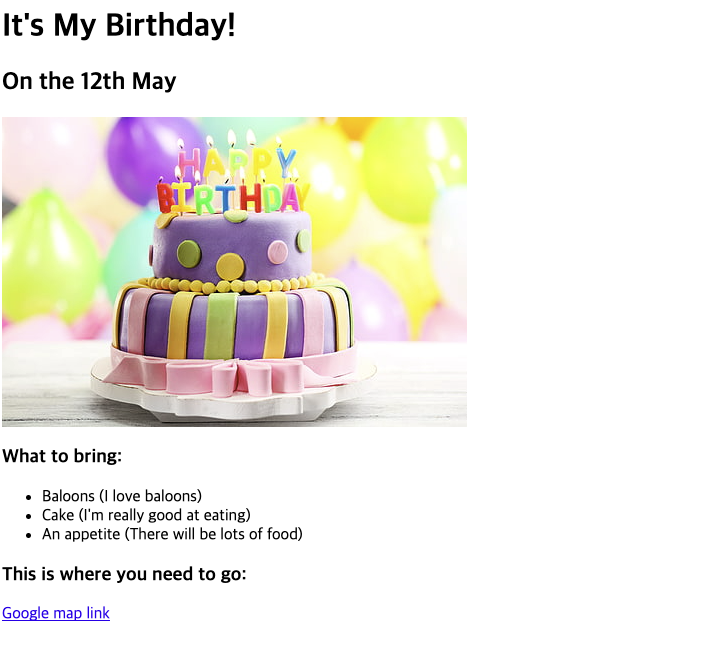 It's My Birthday!
On the 12th May
HAPPY
BIRTHDAY
What to bring:
Baloons (I love baloons)
Cake (I'm really good at eating)
An appetite (There will be lots of food)
This is where you need to go:
Google map link